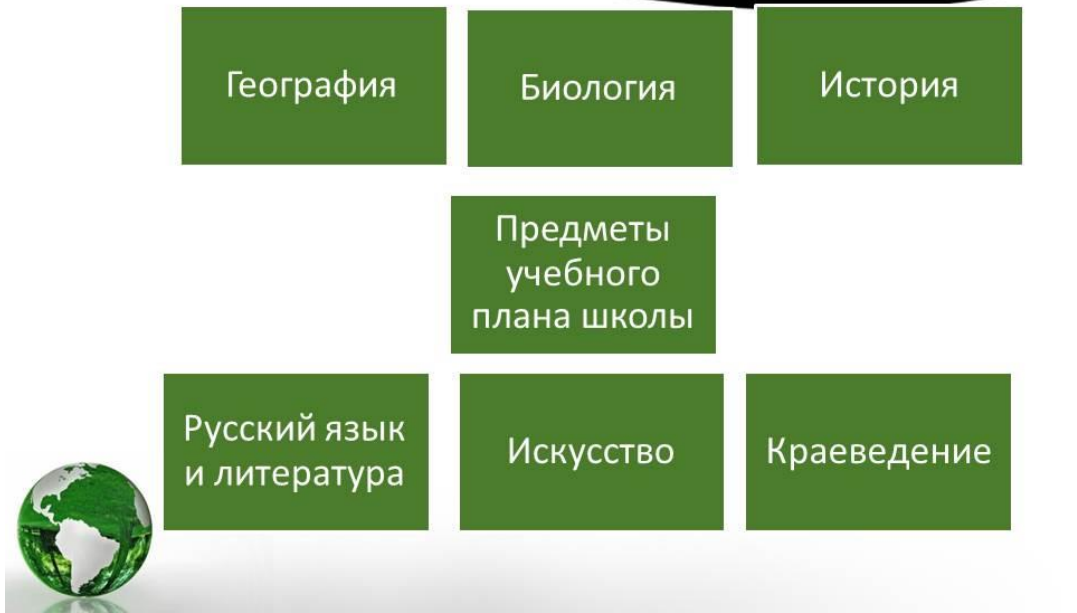 География
Биология
История
Предметы
учебного
плана школы
Русский язык
и литература
Искусство
Краеведение